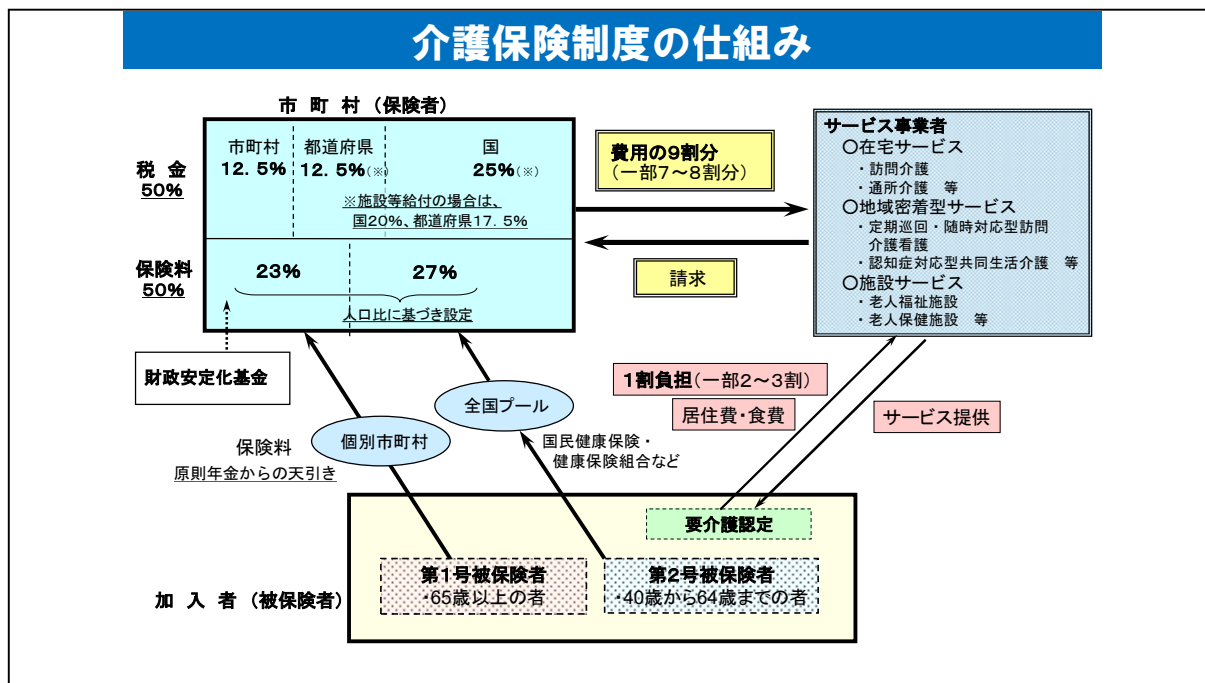 介護保険制度の仕組み
市 町 村 (保険者)
税 金
50%
市町村
12. 5%
都道府県
12. 5%(※)
国
25%(※)
※施設等給付の場合は、
国20%、都道府県17. 5%
保険料
50%
23%
27%
人口比に基づき設定
費用の9割分
(一部7~8割分)
請求
サービス事業者
○在宅サービス
・訪問介護
・通所介護 等
○地域密着型サービス
・定期巡回・随時対応型訪問
介護看護
・認知症対応型共同生活介護 等
○施設サービス
・老人福祉施設
・老人保健施設 等
財政安定化基金
保険料
原則年金からの天引き
個別市町村
全国プール
国民健康保険・
健康保険組合など
1割負担(一部2~3割)
居住費・食費
サービス提供
要介護認定
加 入 者 (被保険者)
第1号被保険者
・65歳以上の者
第2号被保険者
・40歳から64歳までの者